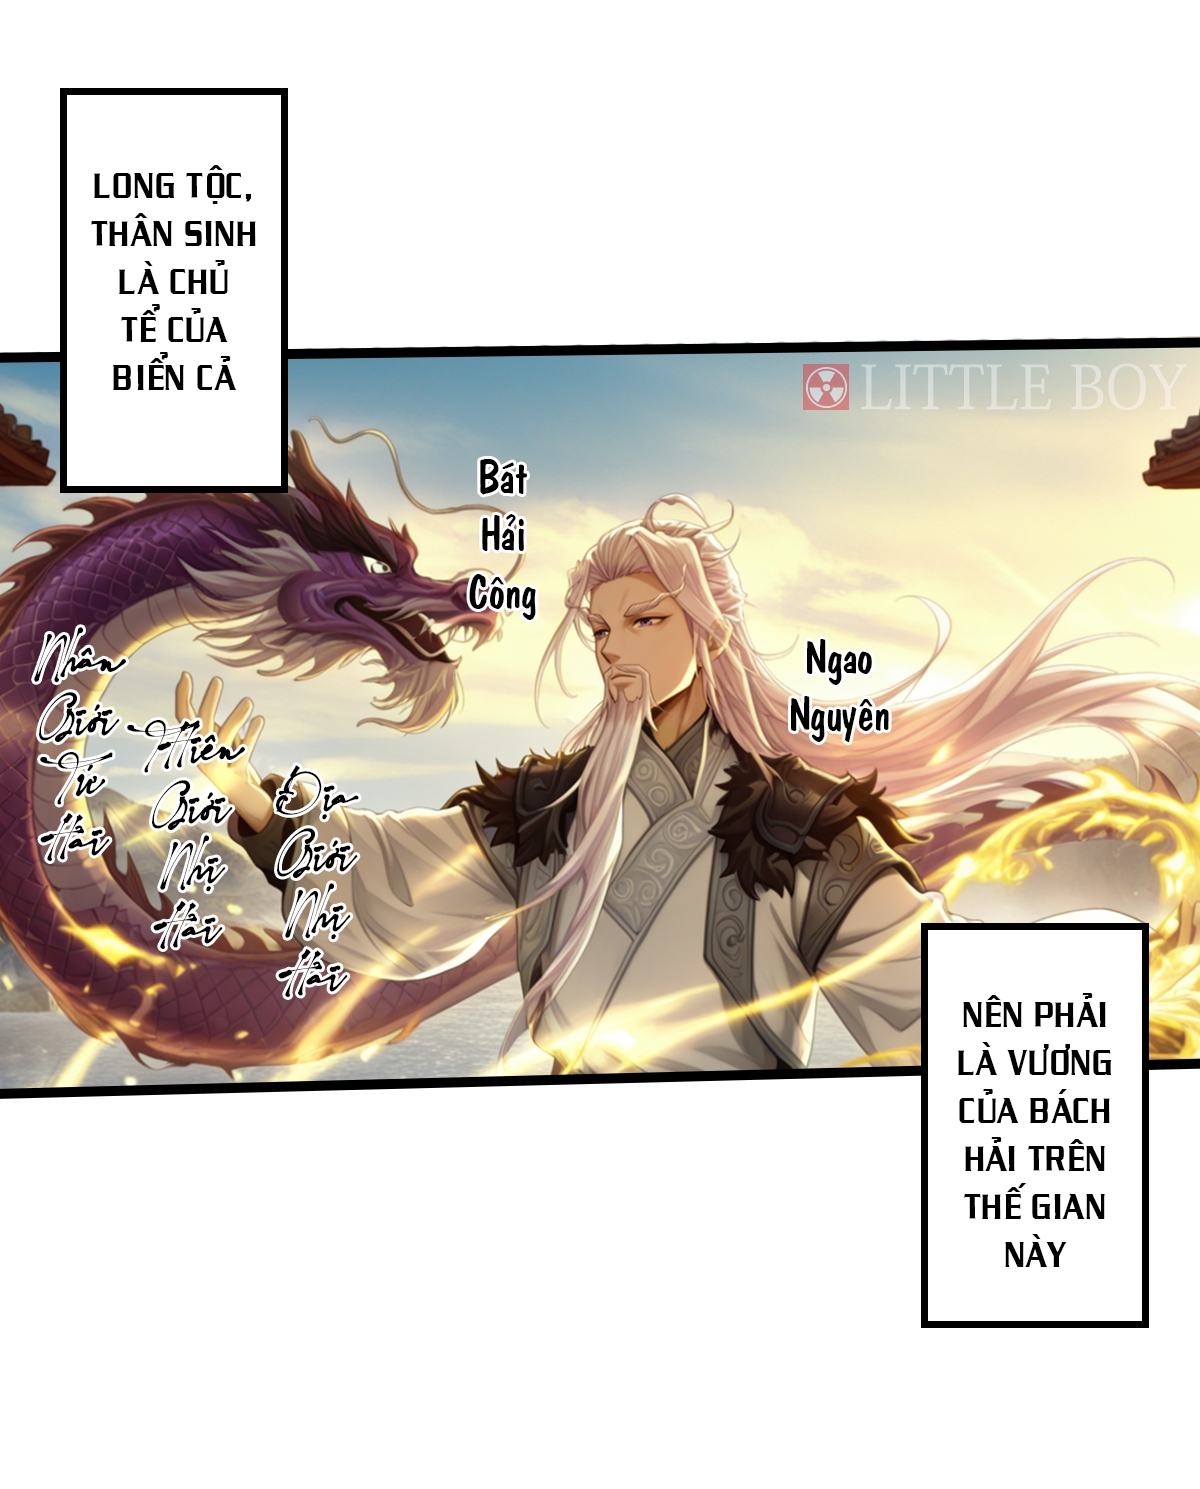 LONG TỘC,
THÂN SINH
LÀ CHỦ
TỂ CỦA
BIỂN CẢ
LITTLE BOY
Bát
Hải
Công
Ngao
Nguyên
Nhân
Giới
Tứ
Hải
Thiên
Giới
Nhị
Hải
Địa
Giới
Nhị
Hải
NÊN PHẢI
LÀ VƯƠNG
CỦA BÁCH
HẢI TRÊN
THẾ GIAN
NÀY